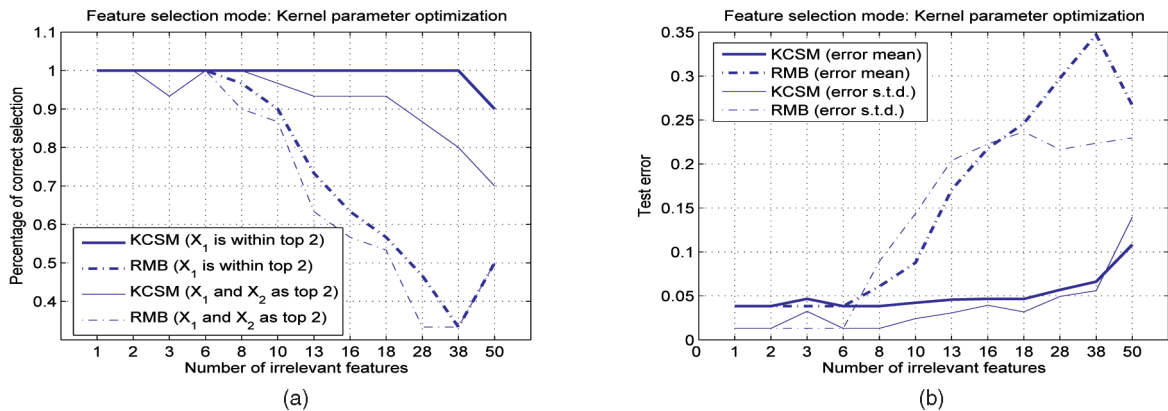 Feature selection mode: Kernel parameter optimization
1.1
1
0.9
0.8
0.7
0.6
0.5
0.4
Percentage of correct selection
KCSM (X1 is within top 2)
RMB (X1 is within top 2)
KCSM (X1 and X2 as top 2)
RMB (X1 and X2 as top 2)
1 2 3 6 8 10 13 16 18 28 38 50
Number of irrelevant features
(a)
Feature selection mode: Kernel parameter optimization
0.35
0.3
0.25
0.2
0.15
0.1
0.05
0
Test error
KCSM (error mean)
RMB (error mean)
KCSM (error s.t.d.)
RMB (error s.t.d.)
0 1 2 3 6 8 10 13 16 18 28 38 50
Number of irrelevant features
(b)